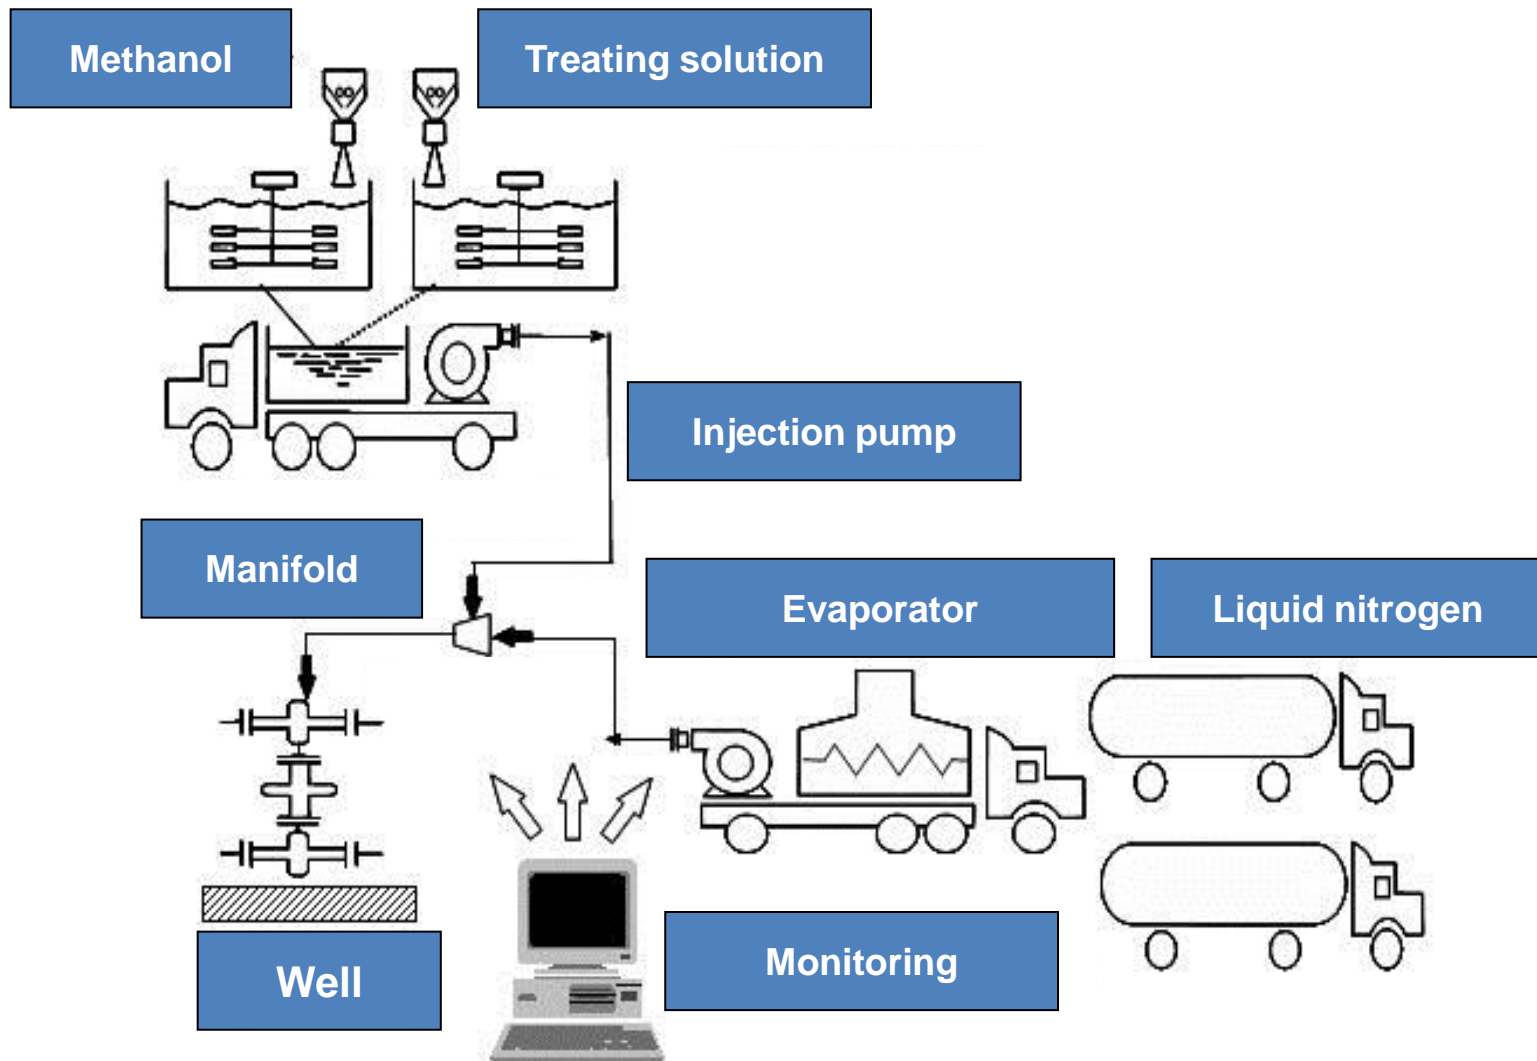 Methanol
Treating solution
Injection pump
Manifold
Evaporator
Liquid nitrogen
Well
Monitoring